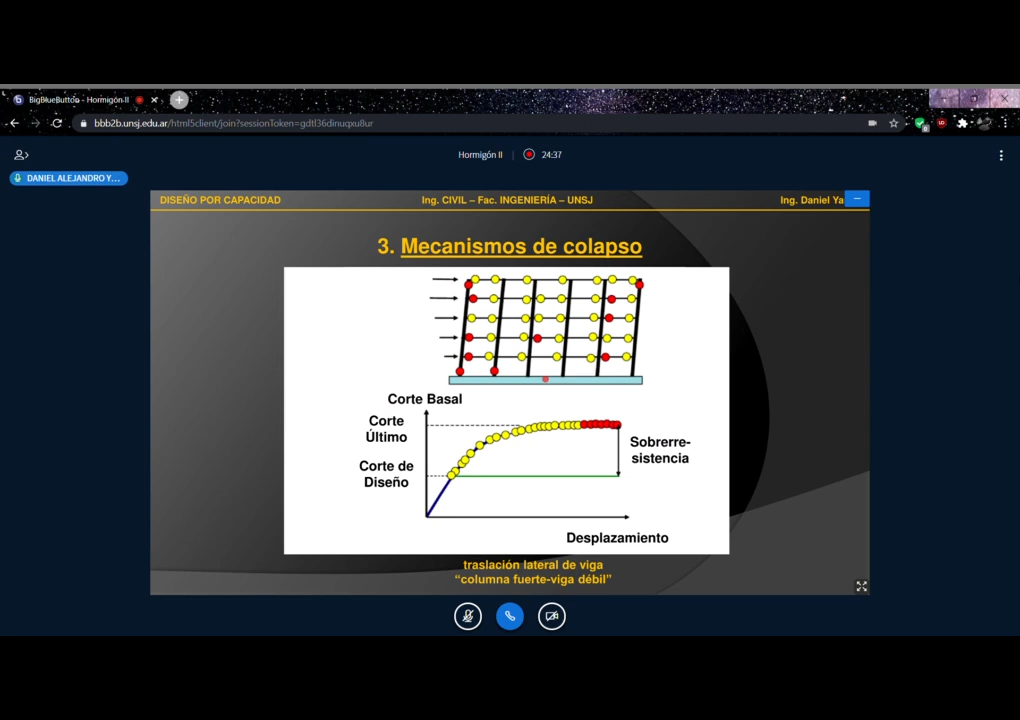 BigBlueButton - Hormigón II
bbb2b.unsj.edu.ar/html5client/join?sessionToken=gdtl36dinuqxu8ur
Hormigón II
24:37
DANIEL ALEJANDRO Y...
DISEÑO POR CAPACIDAD
Ing. CIVIL – Fac. INGENIERÍA – UNSJ
Ing. Daniel Ya
3. Mecanismos de colapso
Corte Basal
Corte
Último
Sobrerre-
sistencia
Corte de
Diseño
Desplazamiento
traslación lateral de viga
“columna fuerte-viga débil”